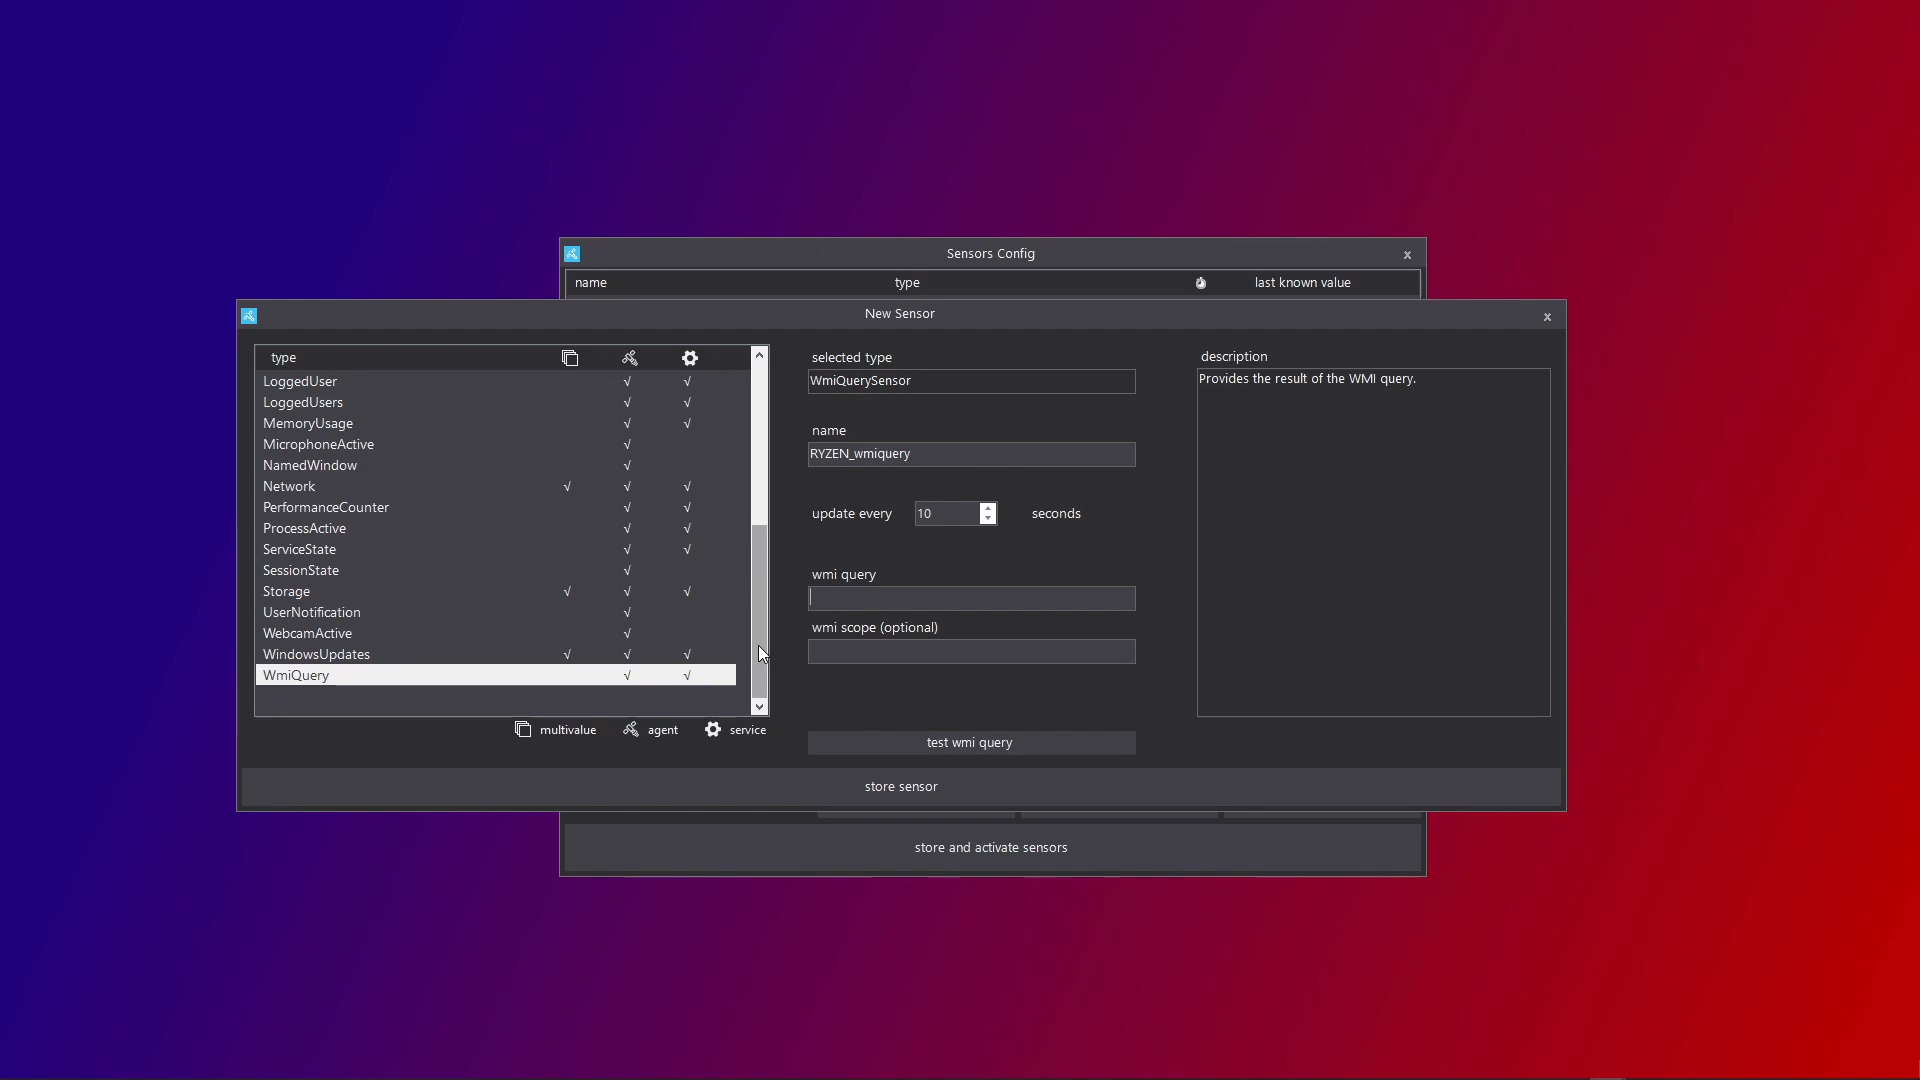 Sensors Config
x
name type last known value
New Sensor
x
type
LoggedUser √ √
LoggedUsers √ √
MemoryUsage √ √
MicrophoneActive √
NamedWindow √
Network √ √ √
PerformanceCounter √ √
ProcessActive √ √
ServiceState √ √
SessionState √
Storage √ √ √
UserNotification √
WebcamActive √
WindowsUpdates √ √ √
WmiQuery √ √
multivalue agent service
selected type
WmiQuerySensor
name
RYZEN_wmiquery
update every 10 seconds
wmi query
wmi scope (optional)
test wmi query
description
Provides the result of the WMI query.
store sensor
store and activate sensors